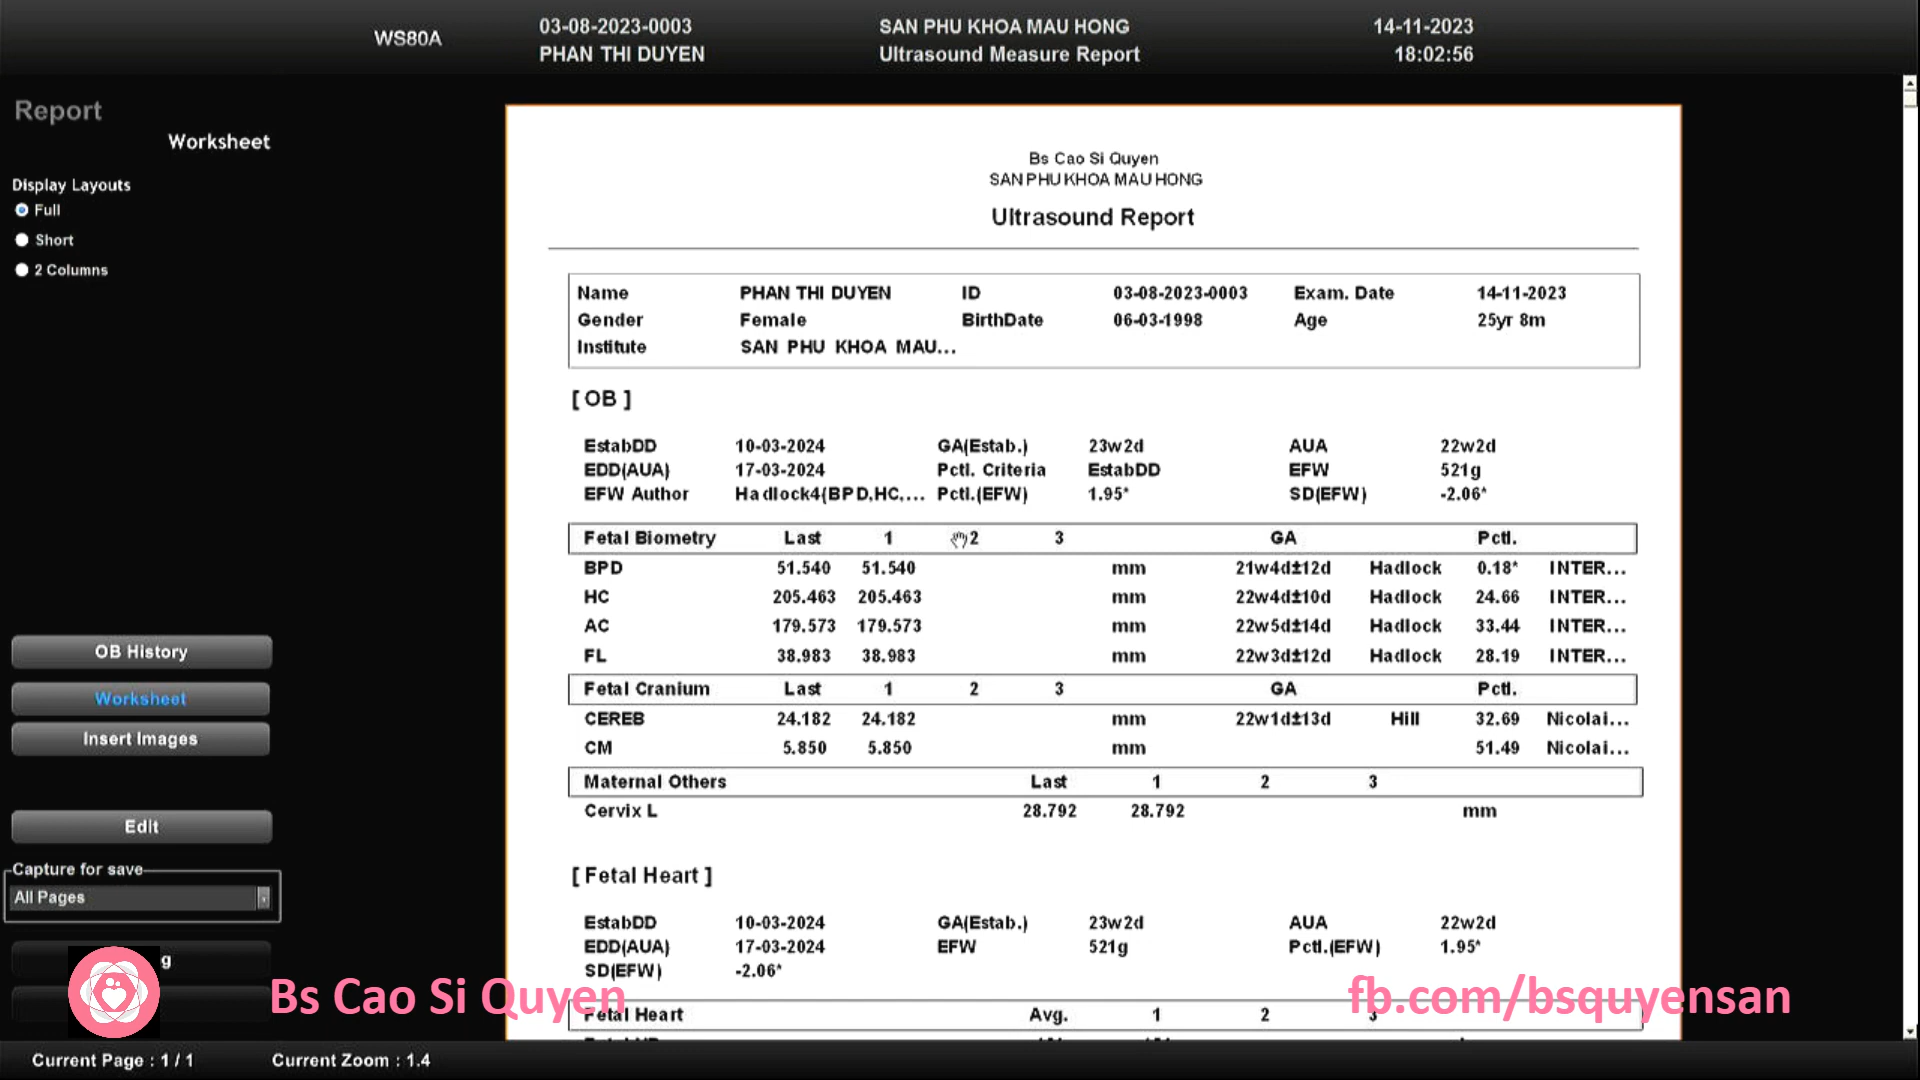 WS80A
03-08-2023-0003
PHAN THI DUYEN
SAN PHU KHOA MAU HONG
Ultrasound Measure Report
14-11-2023
18:02:56
Report
Worksheet
Display Layouts
Full
Short
2 Columns
OB History
Worksheet
Insert Images
Edit
Capture for save
All Pages
Bs Cao Si Quyen
SAN PHU KHOA MAU HONG
Ultrasound Report
Name PHAN THI DUYEN ID 03-08-2023-0003 Exam. Date 14-11-2023
Gender Female BirthDate 06-03-1998 Age 25yr 8m
Institute SAN PHU KHOA MAU...
[ OB ]
EstabDD 10-03-2024 GA(Estab.) 23w2d AUA 22w2d
EDD(AUA) 17-03-2024 Pctl. Criteria EstabDD EFW 521g
EFW Author Hadlock4(BPD,HC,... Pctl.(EFW) 1.95* SD(EFW) -2.06*
Fetal Biometry Last 1 2 3 GA Pctl.
BPD 51.540 51.540 mm 21w4d±12d Hadlock 0.18* INTER...
HC 205.463 205.463 mm 22w4d±10d Hadlock 24.66 INTER...
AC 179.573 179.573 mm 22w5d±14d Hadlock 33.44 INTER...
FL 38.983 38.983 mm 22w3d±12d Hadlock 28.19 INTER...
Fetal Cranium Last 1 2 3 GA Pctl.
CEREB 24.182 24.182 mm 22w1d±13d Hill 32.69 Nicolai...
CM 5.850 5.850 mm 51.49 Nicolai...
Maternal Others Last 1 2 3
Cervix L 28.792 28.792 mm
[ Fetal Heart ]
EstabDD 10-03-2024 GA(Estab.) 23w2d AUA 22w2d
EDD(AUA) 17-03-2024 EFW 521g Pctl.(EFW) 1.95*
SD(EFW) -2.06*
Fetal Heart Avg. 1 2 3
Bs Cao Si Quyen
fb.com/bsquyensan
Current Page : 1 / 1 Current Zoom : 1.4